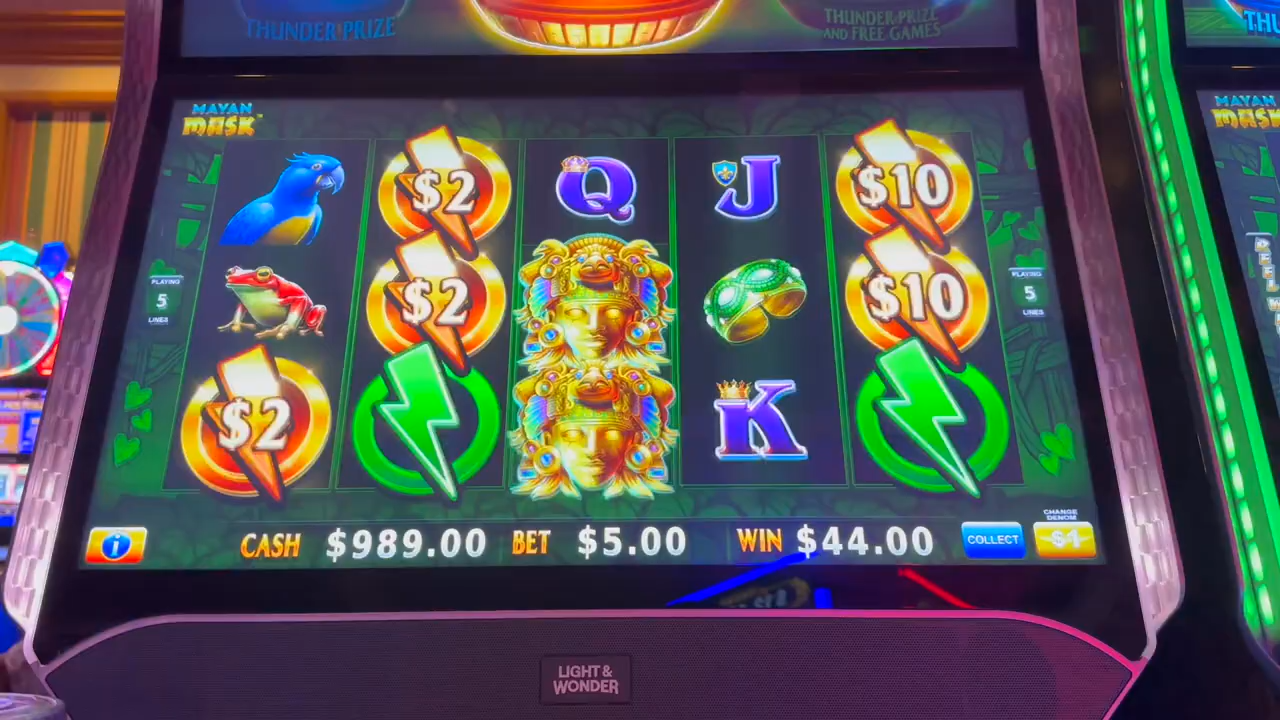 THUNDER PRIZE
THUNDER PRIZE
AND FREE GAMES
MAYAN
MASK
MAYAN
MASK
$2
Q
J
$10
PLAYING
5
LINES
$2
$10
PLAYING
5
LINES
$2
K
i
CASH $989.00 BET $5.00 WIN $44.00
COLLECT
CHANGE
DENOM
$1
LIGHT &
WONDER